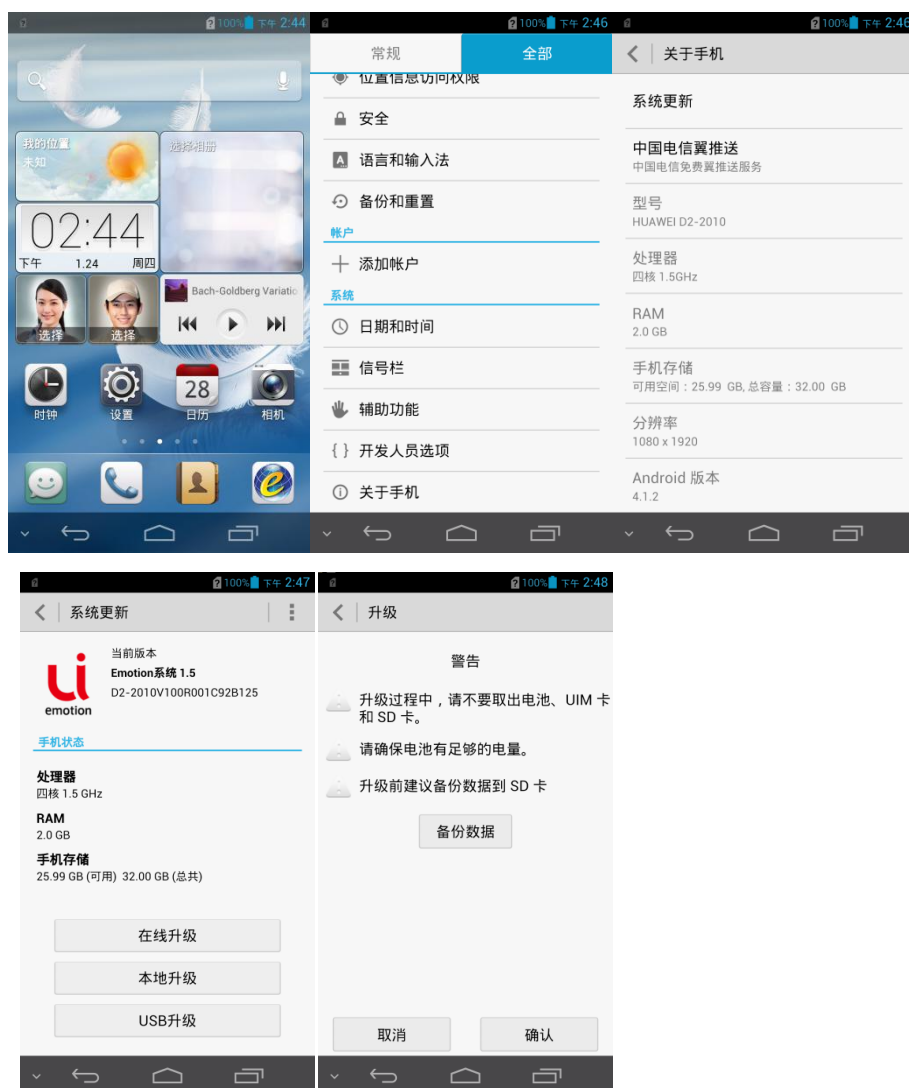 100% 下午 2:44
我的位置
未知
选择相册
02:44
下午 1.24 周四
选择
选择
Bach-Goldberg Variatio
时钟
设置
28
日历
相机
100% 下午 2:46
常规
全部
位置信息访问权限
安全
语言和输入法
备份和重置
帐户
添加帐户
系统
日期和时间
信号栏
辅助功能
开发人员选项
关于手机
100% 下午 2:46
关于手机
系统更新
中国电信翼推送
中国电信免费翼推送服务
型号
HUAWEI D2-2010
处理器
四核 1.5GHz
RAM
2.0 GB
手机存储
可用空间：25.99 GB, 总容量：32.00 GB
分辨率
1080 x 1920
Android 版本
4.1.2
100% 下午 2:47
系统更新
当前版本
Emotion系统 1.5
D2-2010V100R001C92B125
emotion
手机状态
处理器
四核 1.5 GHz
RAM
2.0 GB
手机存储
25.99 GB (可用) 32.00 GB (总共)
在线升级
本地升级
USB升级
100% 下午 2:48
升级
警告
升级过程中，请不要取出电池、UIM 卡
和 SD 卡。
请确保电池有足够的电量。
升级前建议备份数据到 SD 卡
备份数据
取消
确认